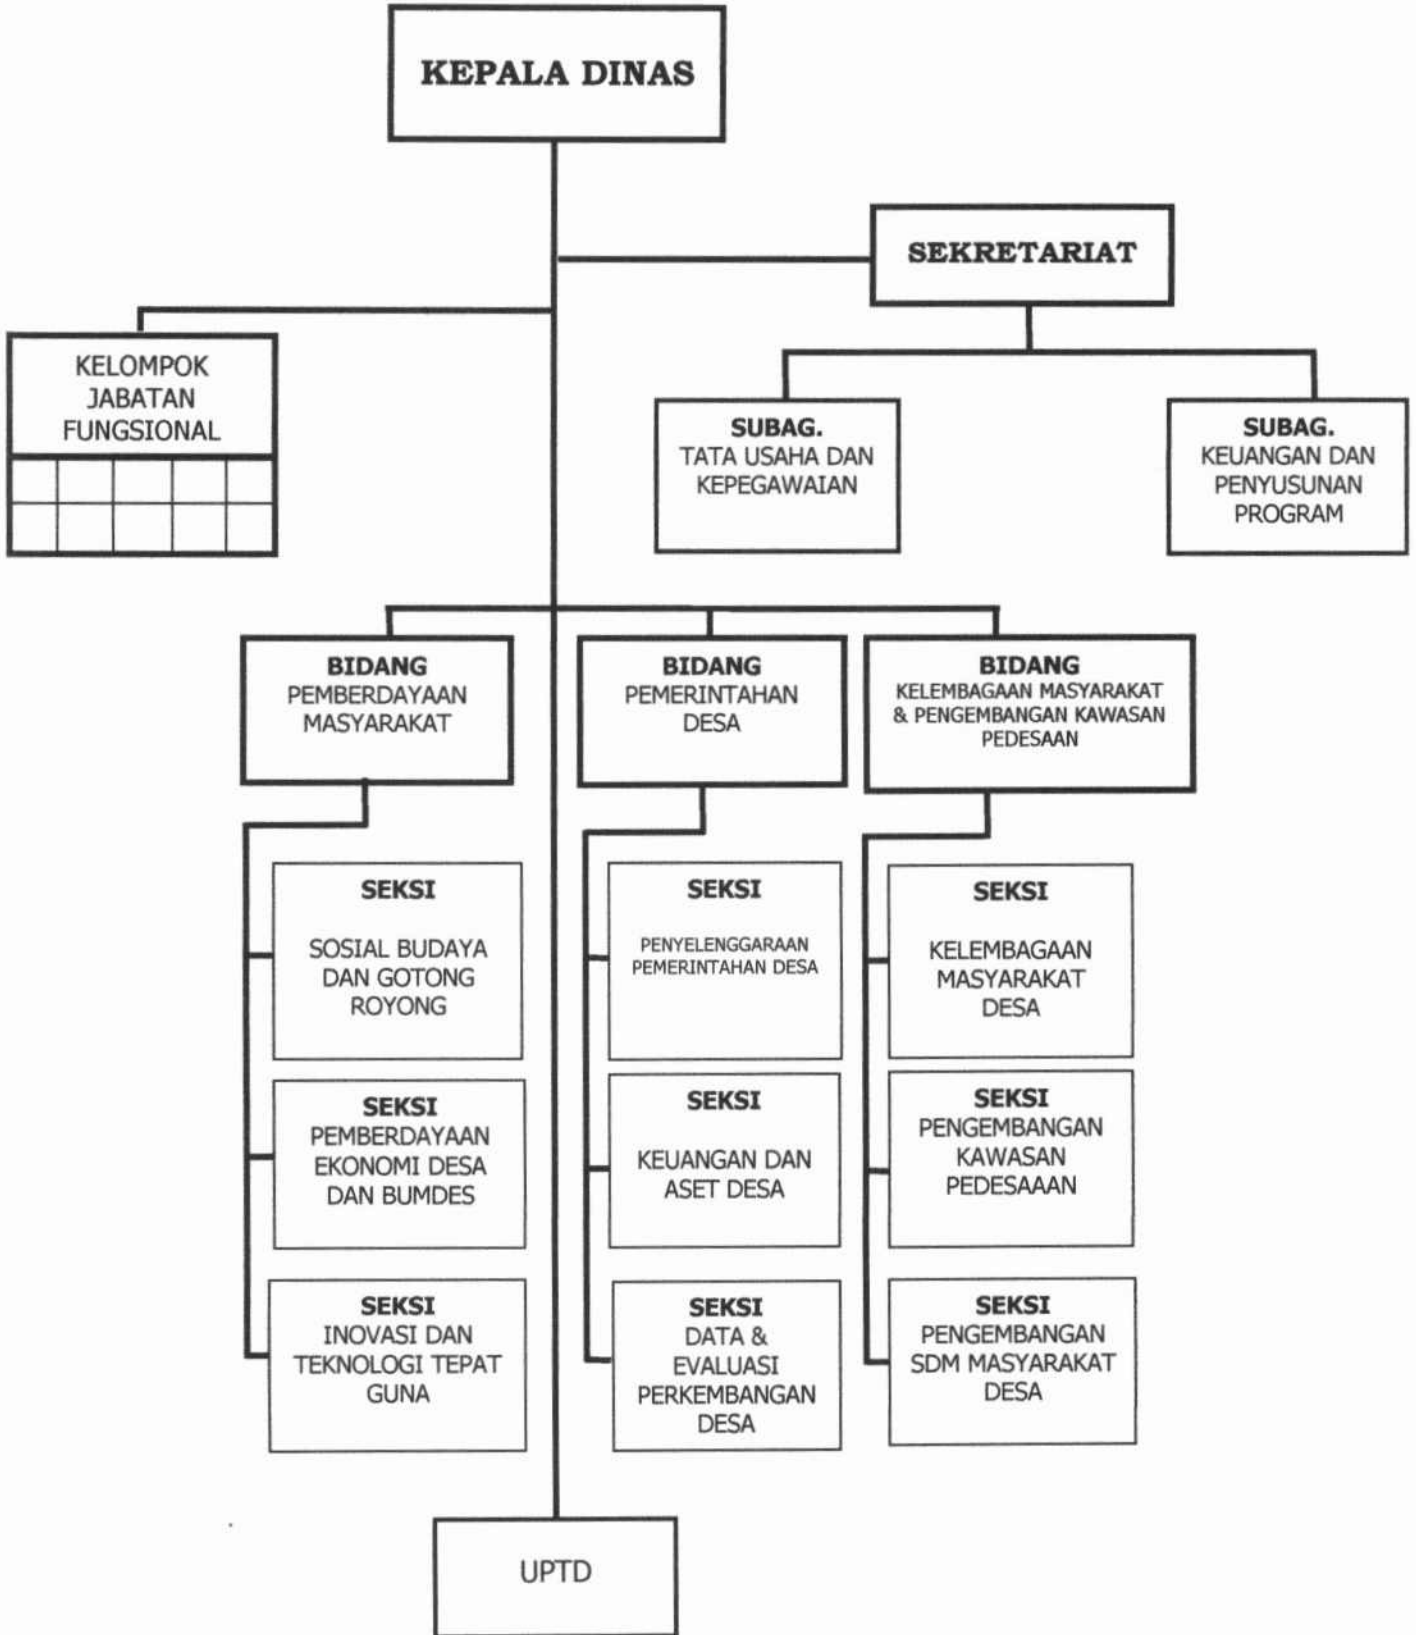 KEPALA DINAS
SEKRETARIAT
KELOMPOK
JABATAN
FUNGSIONAL
SUBAG.
TATA USAHA DAN
KEPEGAWAIAN
SUBAG.
KEUANGAN DAN
PENYUSUNAN
PROGRAM
BIDANG
PEMBERDAYAAN
MASYARAKAT
BIDANG
PEMERINTAHAN
DESA
BIDANG
KELEMBAGAAN MASYARAKAT
& PENGEMBANGAN KAWASAN
PEDESAAN
SEKSI
SOSIAL BUDAYA
DAN GOTONG
ROYONG
SEKSI
PEMBERDAYAAN
EKONOMI DESA
DAN BUMDES
SEKSI
INOVASI DAN
TEKNOLOGI TEPAT
GUNA
SEKSI
PENYELENGGARAAN
PEMERINTAHAN DESA
SEKSI
KEUANGAN DAN
ASET DESA
SEKSI
DATA &
EVALUASI
PERKEMBANGAN
DESA
SEKSI
KELEMBAGAAN
MASYARAKAT
DESA
SEKSI
PENGEMBANGAN
KAWASAN
PEDESAAAN
SEKSI
PENGEMBANGAN
SDM MASYARAKAT
DESA
UPTD